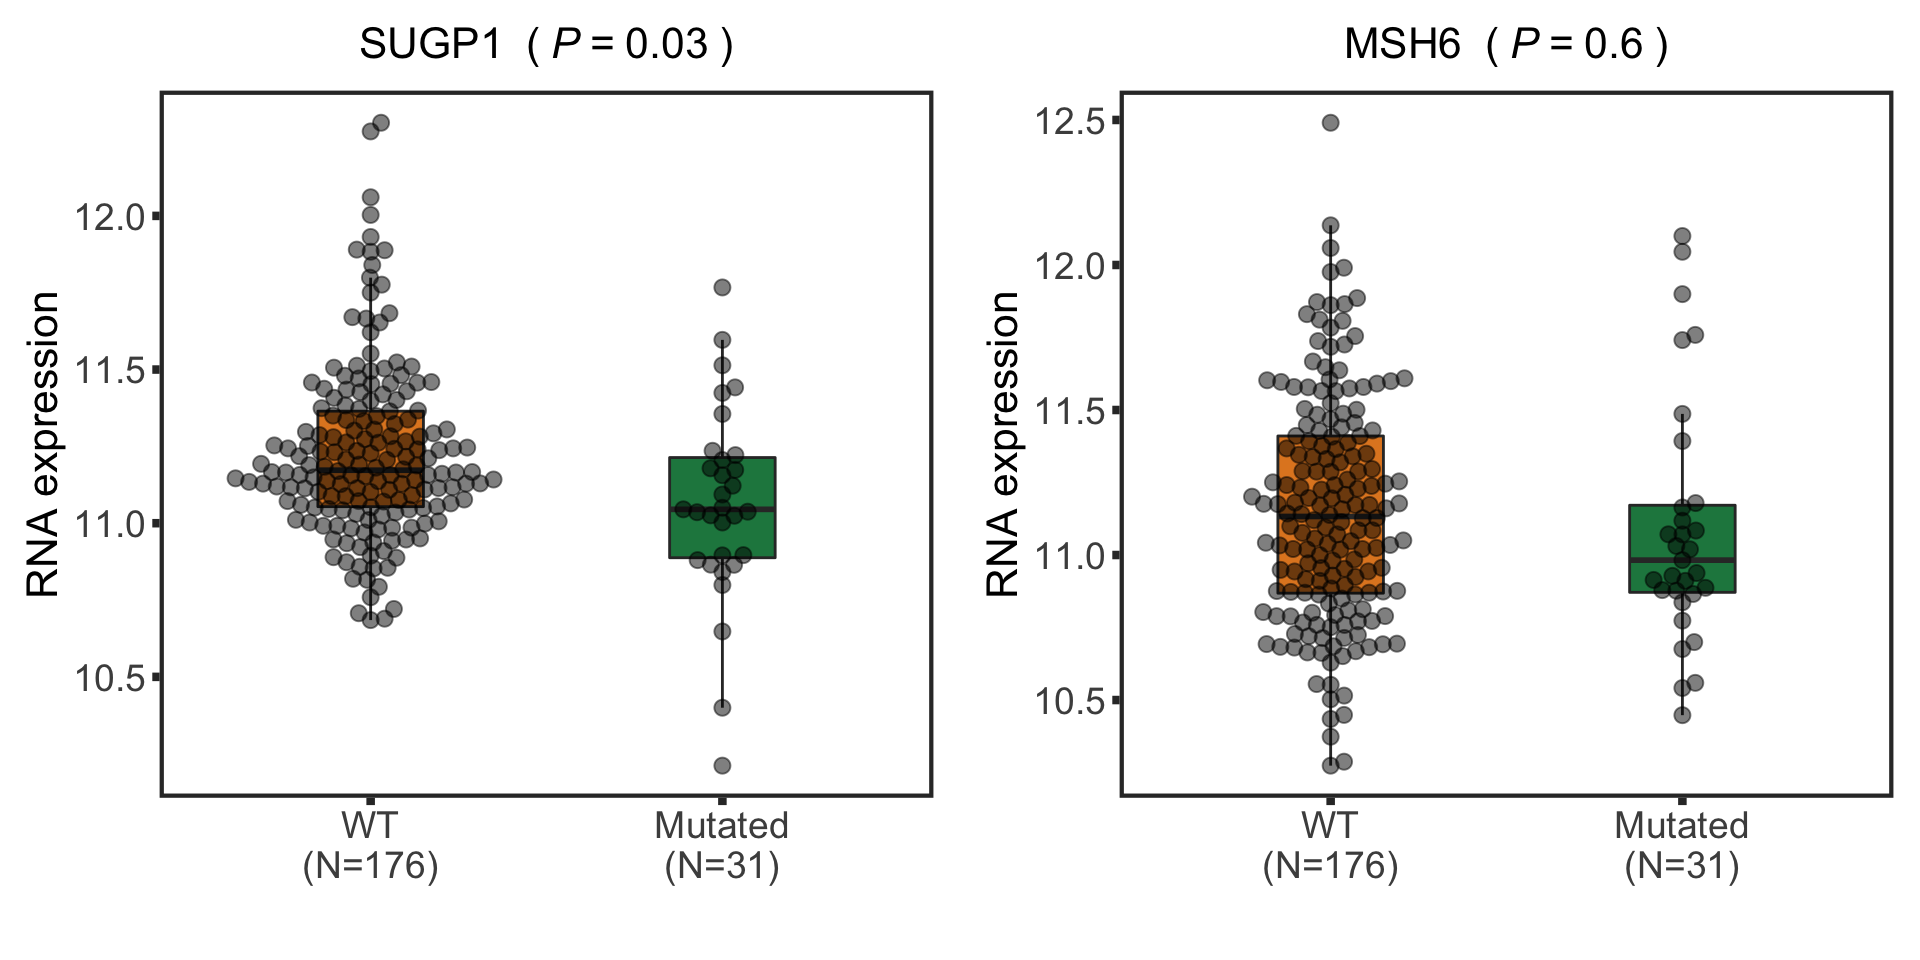 SUGP1 ( P = 0.03 )
RNA expression
12.0
11.5
11.0
10.5
WT
(N=176)
Mutated
(N=31)
MSH6 ( P = 0.6 )
RNA expression
12.5
12.0
11.5
11.0
10.5
WT
(N=176)
Mutated
(N=31)